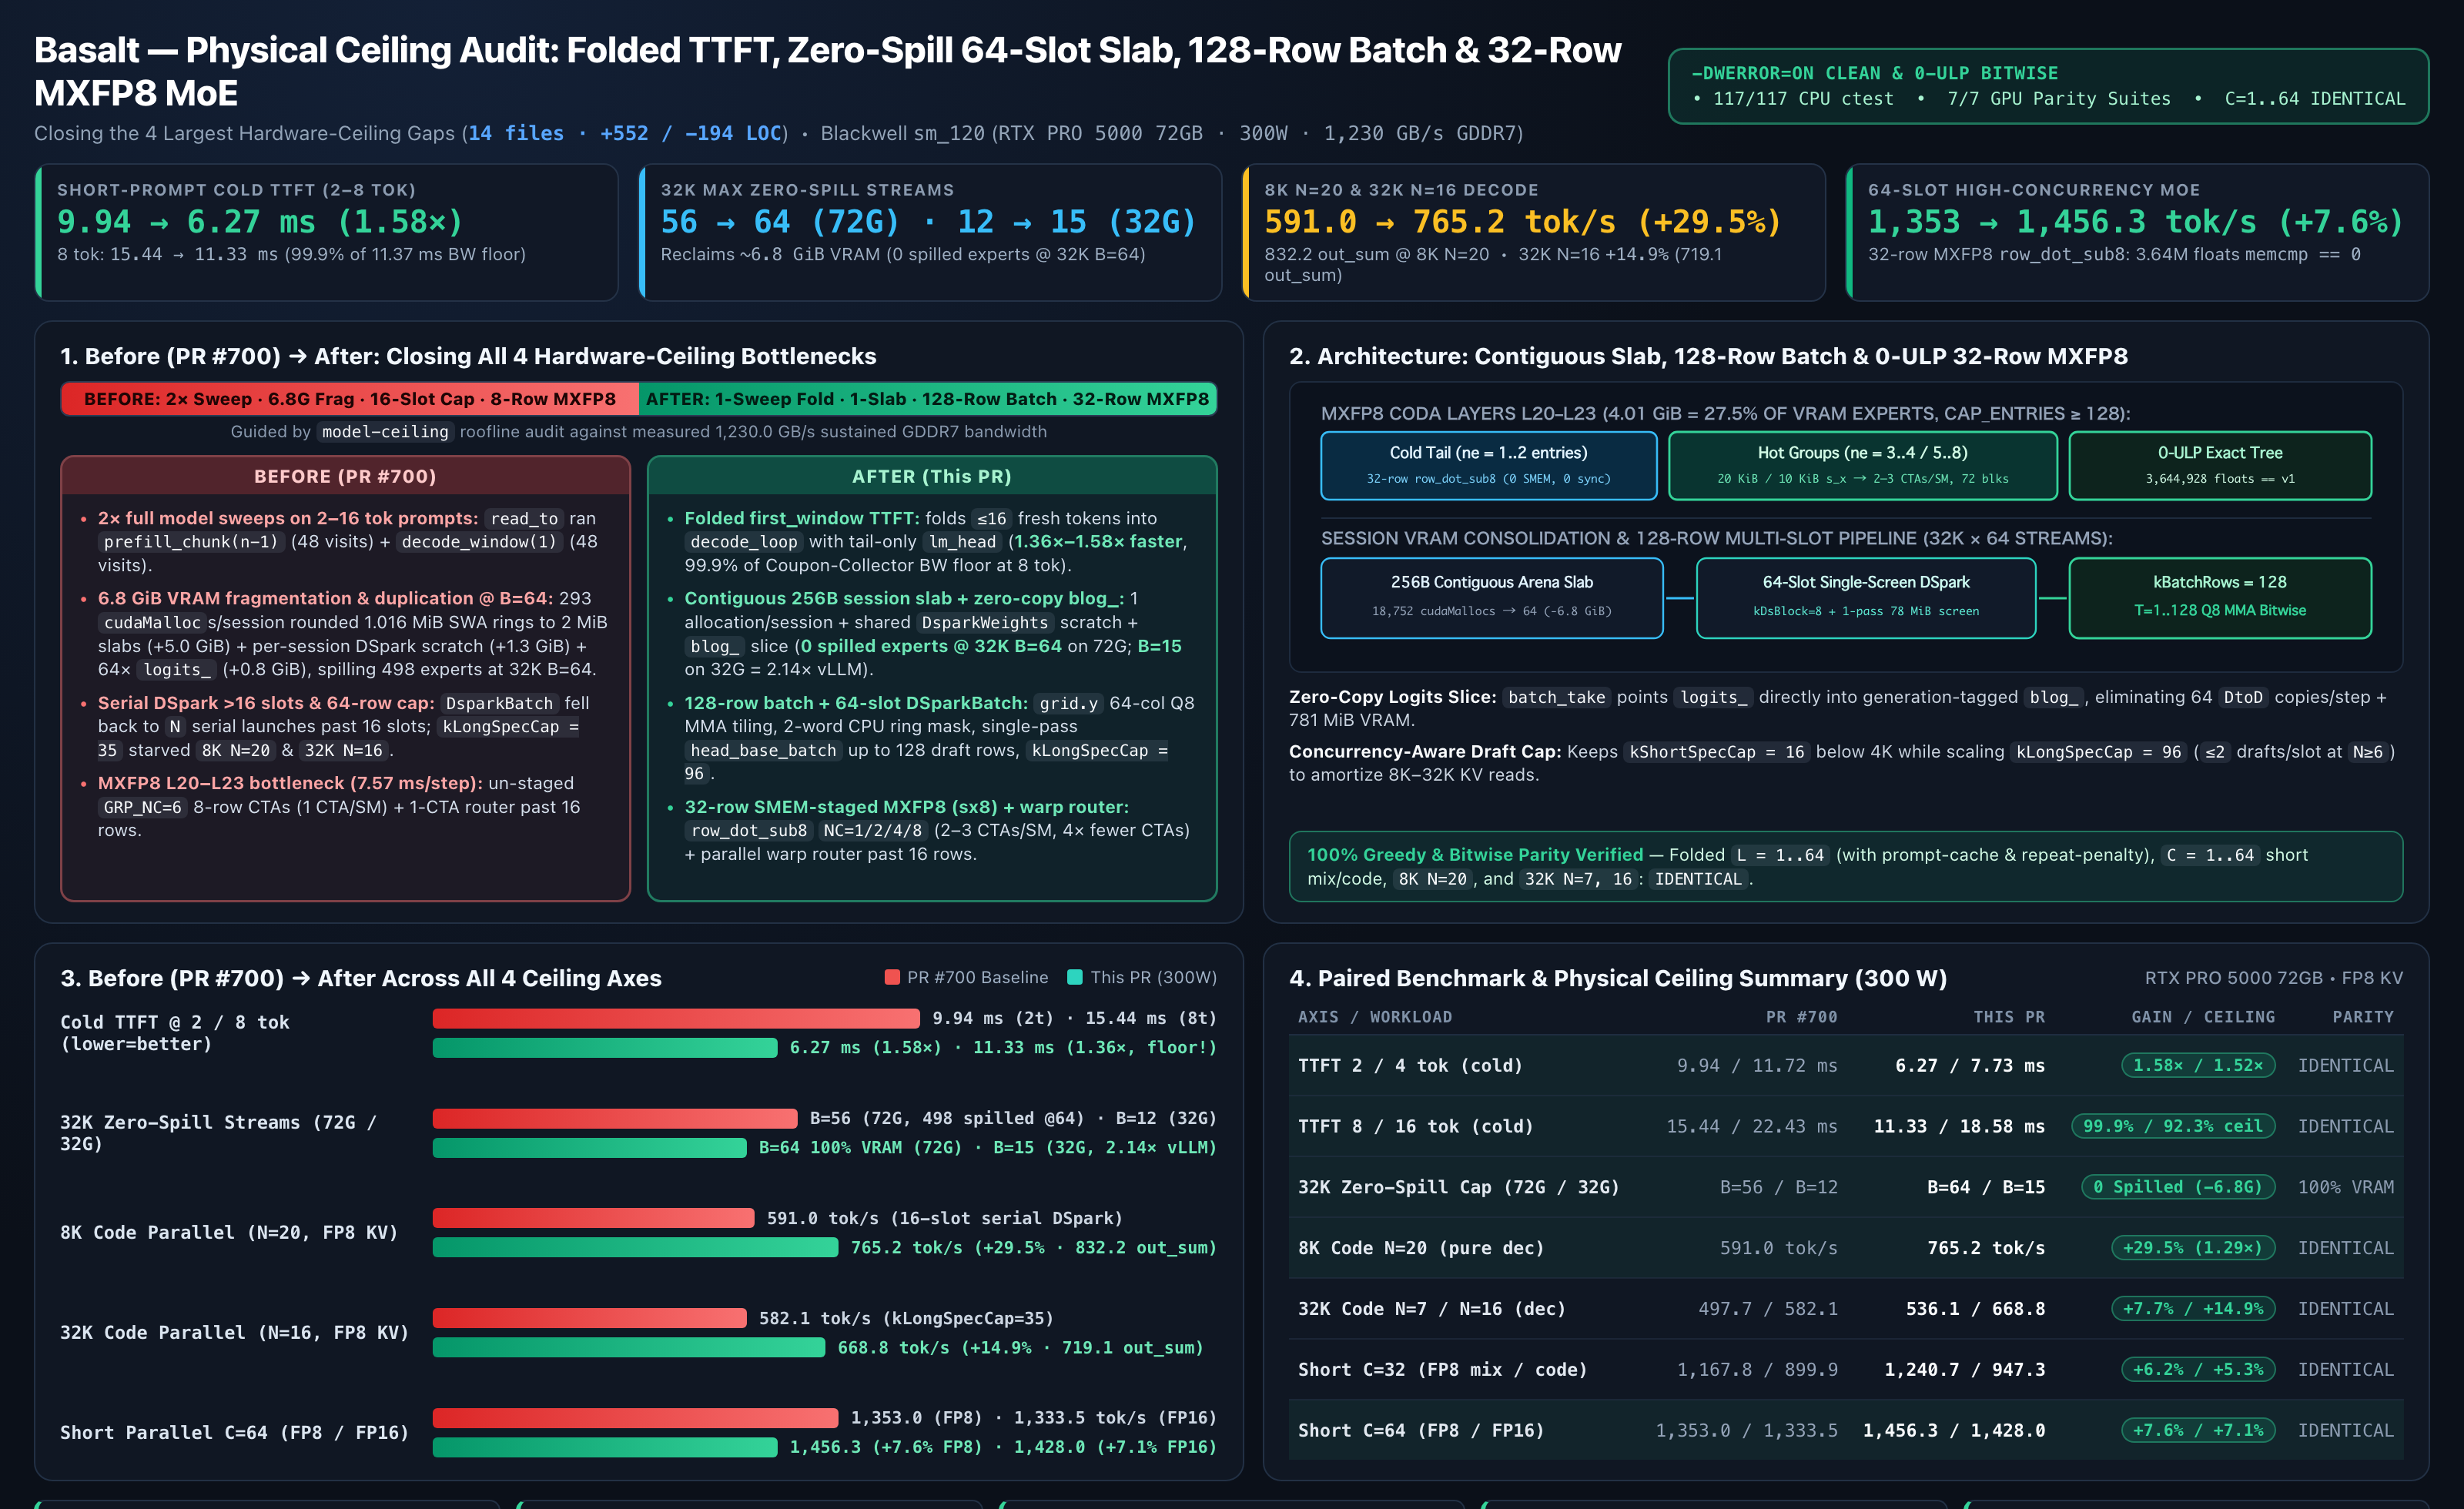 Basalt — Physical Ceiling Audit: Folded TTFT, Zero-Spill 64-Slot Slab, 128-Row Batch & 32-Row
MXFP8 MoE
Closing the 4 Largest Hardware-Ceiling Gaps (14 files · +552 / −194 LOC) • Blackwell sm_120 (RTX PRO 5000 72GB · 300W · 1,230 GB/s GDDR7)
−DWERROR=ON CLEAN & 0−ULP BITWISE
• 117/117 CPU ctest • 7/7 GPU Parity Suites • C=1..64 IDENTICAL
SHORT-PROMPT COLD TTFT (2–8 TOK)
9.94 → 6.27 ms (1.58×)
8 tok: 15.44 → 11.33 ms (99.9% of 11.37 ms BW floor)
32K MAX ZERO-SPILL STREAMS
56 → 64 (72G) · 12 → 15 (32G)
Reclaims ~6.8 GiB VRAM (0 spilled experts @ 32K B=64)
8K N=20 & 32K N=16 DECODE
591.0 → 765.2 tok/s (+29.5%)
832.2 out_sum @ 8K N=20 • 32K N=16 +14.9% (719.1
out_sum)
64-SLOT HIGH-CONCURRENCY MOE
1,353 → 1,456.3 tok/s (+7.6%)
32-row MXFP8 row_dot_sub8: 3.64M floats memcmp == 0
1. Before (PR #700) → After: Closing All 4 Hardware-Ceiling Bottlenecks
BEFORE: 2× Sweep · 6.8G Frag · 16-Slot Cap · 8-Row MXFP8
AFTER: 1-Sweep Fold · 1-Slab · 128-Row Batch · 32-Row MXFP8
Guided by model−ceiling roofline audit against measured 1,230.0 GB/s sustained GDDR7 bandwidth
BEFORE (PR #700)
• 2× full model sweeps on 2–16 tok prompts: read_to ran
prefill_chunk(n−1) (48 visits) + decode_window(1) (48
visits).
• 6.8 GiB VRAM fragmentation & duplication @ B=64: 293
cudaMalloc s/session rounded 1.016 MiB SWA rings to 2 MiB
slabs (+5.0 GiB) + per-session DSpark scratch (+1.3 GiB) +
64× logits_ (+0.8 GiB), spilling 498 experts at 32K B=64.
• Serial DSpark >16 slots & 64-row cap: DsparkBatch fell
back to N serial launches past 16 slots; kLongSpecCap =
35 starved 8K N=20 & 32K N=16 .
• MXFP8 L20–L23 bottleneck (7.57 ms/step): un-staged
GRP_NC=6 8-row CTAs (1 CTA/SM) + 1-CTA router past 16
rows.
AFTER (This PR)
• Folded first_window TTFT: folds ≤16 fresh tokens into
decode_loop with tail-only lm_head (1.36×–1.58× faster,
99.9% of Coupon-Collector BW floor at 8 tok).
• Contiguous 256B session slab + zero-copy blog_: 1
allocation/session + shared DsparkWeights scratch +
blog_ slice (0 spilled experts @ 32K B=64 on 72G; B=15
on 32G = 2.14× vLLM).
• 128-row batch + 64-slot DSparkBatch: grid.y 64-col Q8
MMA tiling, 2-word CPU ring mask, single-pass
head_base_batch up to 128 draft rows, kLongSpecCap =
96 .
• 32-row SMEM-staged MXFP8 (sx8) + warp router:
row_dot_sub8 NC=1/2/4/8 (2–3 CTAs/SM, 4× fewer CTAs)
+ parallel warp router past 16 rows.
2. Architecture: Contiguous Slab, 128-Row Batch & 0-ULP 32-Row MXFP8
MXFP8 CODA LAYERS L20–L23 (4.01 GiB = 27.5% OF VRAM EXPERTS, CAP_ENTRIES ≥ 128):
Cold Tail (ne = 1..2 entries)
32-row row_dot_sub8 (0 SMEM, 0 sync)
Hot Groups (ne = 3..4 / 5..8)
20 KiB / 10 KiB s_x → 2–3 CTAs/SM, 72 blks
0-ULP Exact Tree
3,644,928 floats == v1
SESSION VRAM CONSOLIDATION & 128-ROW MULTI-SLOT PIPELINE (32K × 64 STREAMS):
256B Contiguous Arena Slab
18,752 cudaMallocs → 64 (-6.8 GiB)
64-Slot Single-Screen DSpark
kDsBlock=8 + 1-pass 78 MiB screen
kBatchRows = 128
T=1..128 Q8 MMA Bitwise
Zero-Copy Logits Slice: batch_take points logits_ directly into generation-tagged blog_ , eliminating 64 DtoD copies/step +
781 MiB VRAM.
Concurrency-Aware Draft Cap: Keeps kShortSpecCap = 16 below 4K while scaling kLongSpecCap = 96 ( ≤2 drafts/slot at N≥6 )
to amortize 8K–32K KV reads.
100% Greedy & Bitwise Parity Verified — Folded L = 1..64 (with prompt-cache & repeat-penalty), C = 1..64 short
mix/code, 8K N=20 , and 32K N=7, 16 : IDENTICAL .
3. Before (PR #700) → After Across All 4 Ceiling Axes
PR #700 Baseline
This PR (300W)
Cold TTFT @ 2 / 8 tok
(lower=better)
9.94 ms (2t) · 15.44 ms (8t)
6.27 ms (1.58×) · 11.33 ms (1.36×, floor!)
32K Zero−Spill Streams (72G /
32G)
B=56 (72G, 498 spilled @64) · B=12 (32G)
B=64 100% VRAM (72G) · B=15 (32G, 2.14× vLLM)
8K Code Parallel (N=20, FP8 KV)
591.0 tok/s (16−slot serial DSpark)
765.2 tok/s (+29.5% · 832.2 out_sum)
32K Code Parallel (N=16, FP8 KV)
582.1 tok/s (kLongSpecCap=35)
668.8 tok/s (+14.9% · 719.1 out_sum)
Short Parallel C=64 (FP8 / FP16)
1,353.0 (FP8) · 1,333.5 tok/s (FP16)
1,456.3 (+7.6% FP8) · 1,428.0 (+7.1% FP16)
4. Paired Benchmark & Physical Ceiling Summary (300 W)
RTX PRO 5000 72GB • FP8 KV
AXIS / WORKLOAD PR #700 THIS PR GAIN / CEILING PARITY
TTFT 2 / 4 tok (cold) 9.94 / 11.72 ms 6.27 / 7.73 ms 1.58× / 1.52× IDENTICAL
TTFT 8 / 16 tok (cold) 15.44 / 22.43 ms 11.33 / 18.58 ms 99.9% / 92.3% ceil IDENTICAL
32K Zero−Spill Cap (72G / 32G) B=56 / B=12 B=64 / B=15 0 Spilled (−6.8G) 100% VRAM
8K Code N=20 (pure dec) 591.0 tok/s 765.2 tok/s +29.5% (1.29×) IDENTICAL
32K Code N=7 / N=16 (dec) 497.7 / 582.1 536.1 / 668.8 +7.7% / +14.9% IDENTICAL
Short C=32 (FP8 mix / code) 1,167.8 / 899.9 1,240.7 / 947.3 +6.2% / +5.3% IDENTICAL
Short C=64 (FP8 / FP16) 1,353.0 / 1,333.5 1,456.3 / 1,428.0 +7.6% / +7.1% IDENTICAL